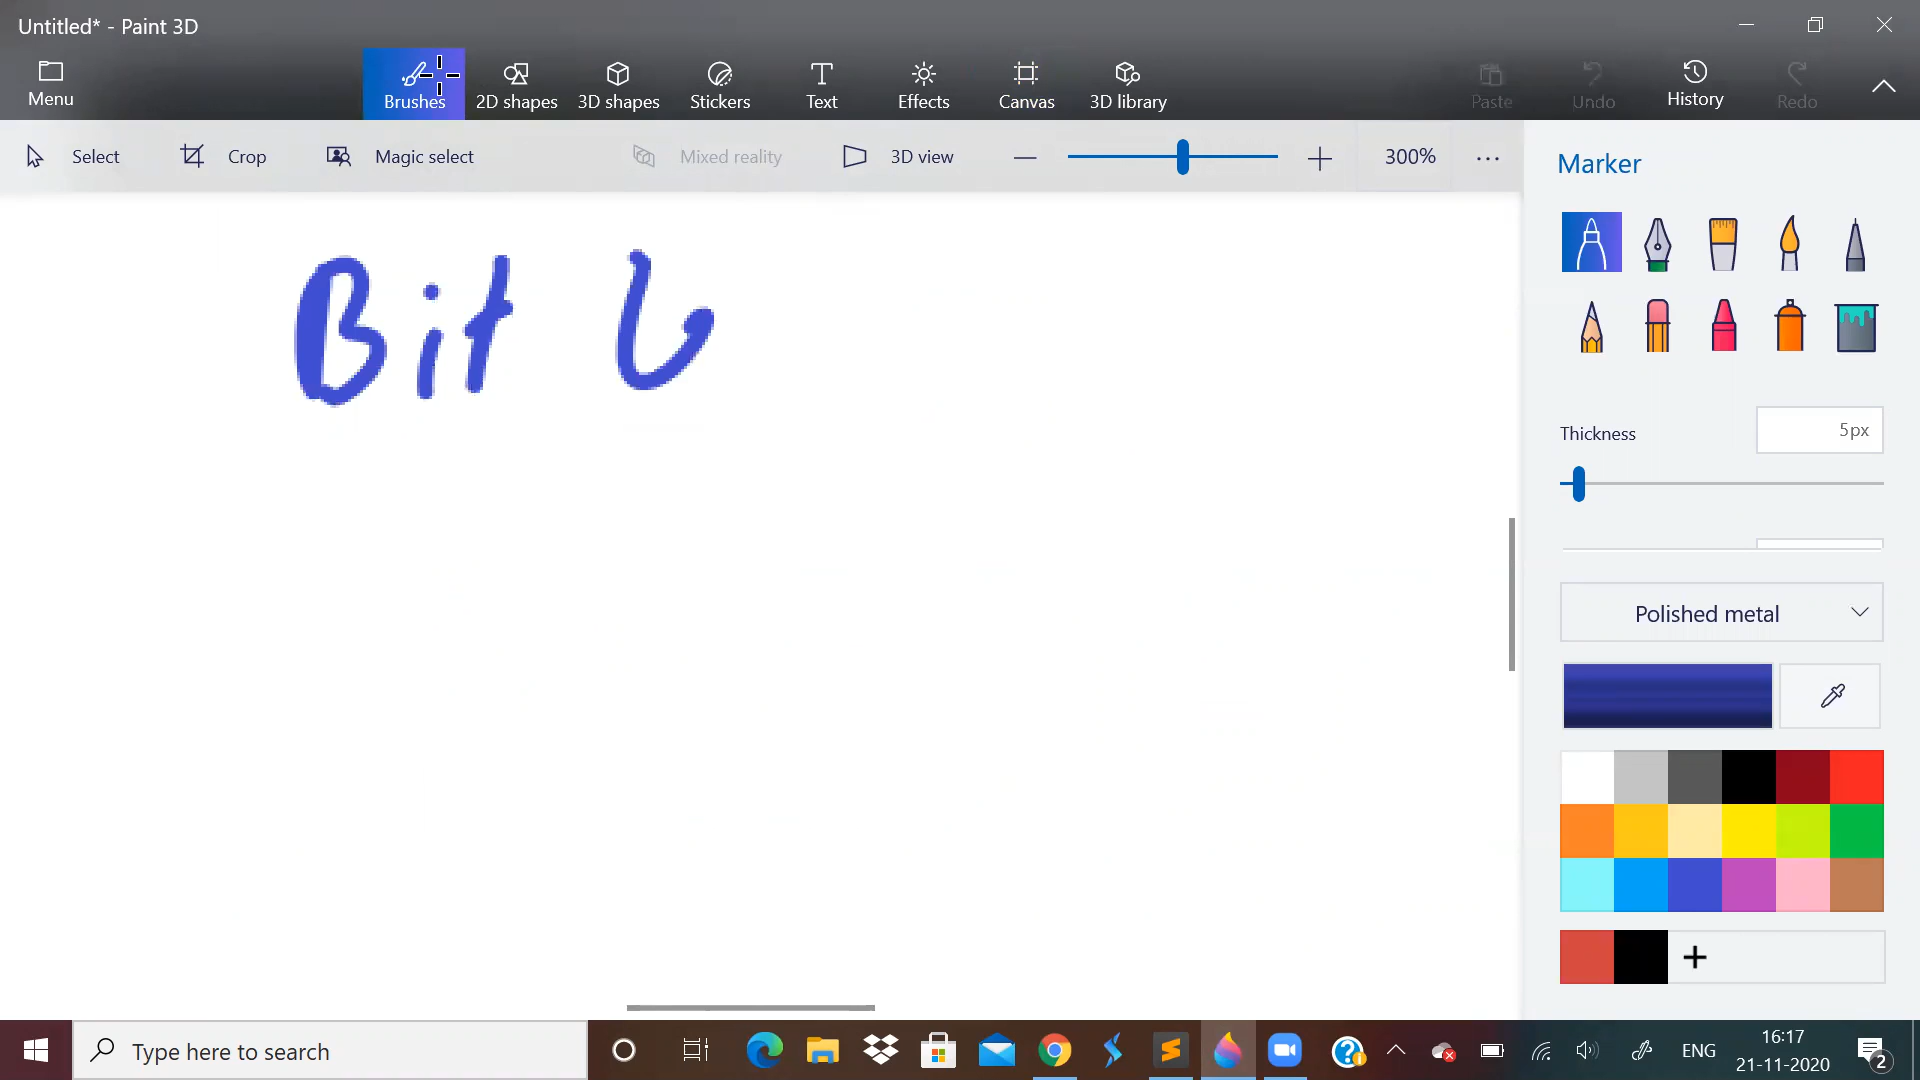 Untitled* - Paint 3D
Menu
Brushes 2D shapes 3D shapes Stickers Text Effects Canvas 3D library Paste Undo History Redo
Select Crop Magic select Mixed reality 3D view 300% ...
Marker
Bit
Thickness 5px
Polished metal
Type here to search
ENG
16:17
21-11-2020
2